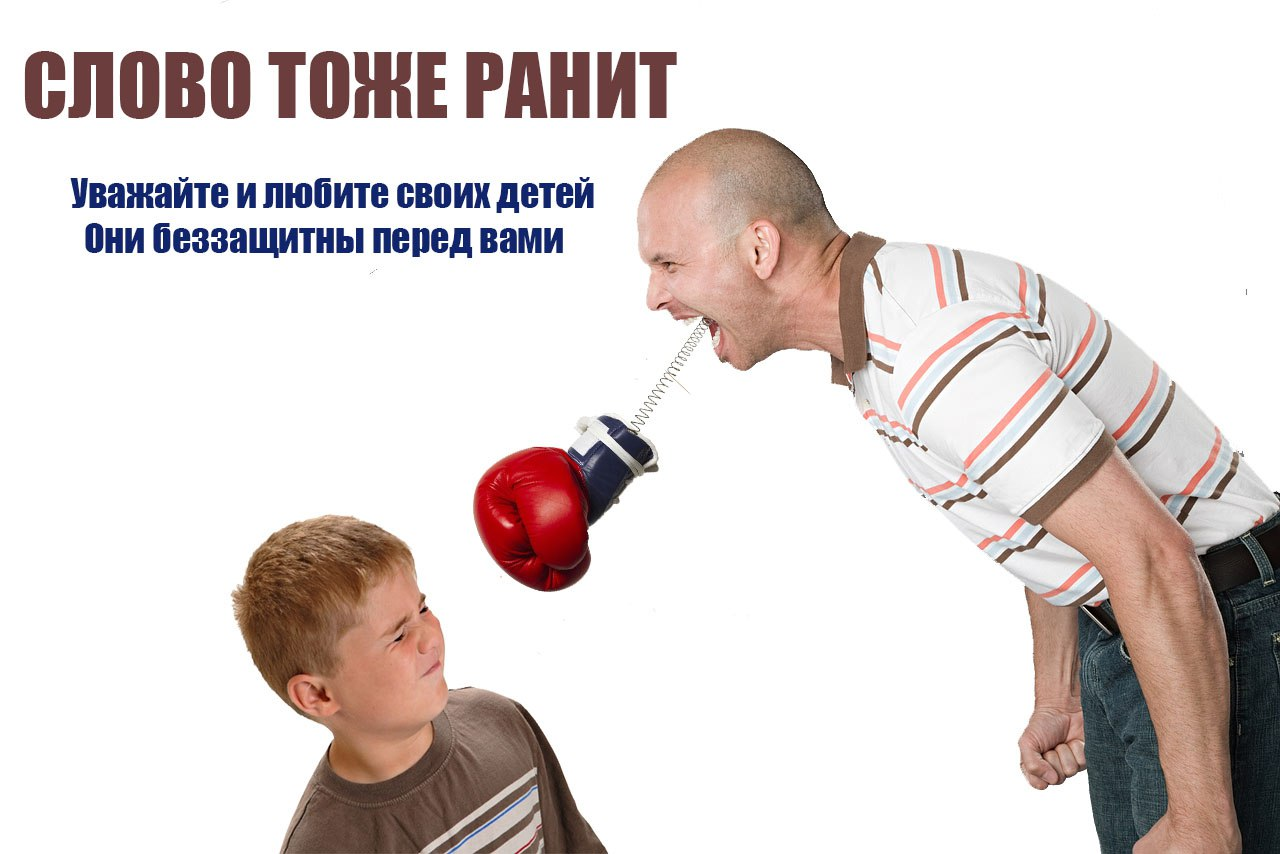 СЛОВО ТОЖЕ РАНИТ
Уважайте и любите своих детей
Они беззащитны перед вами